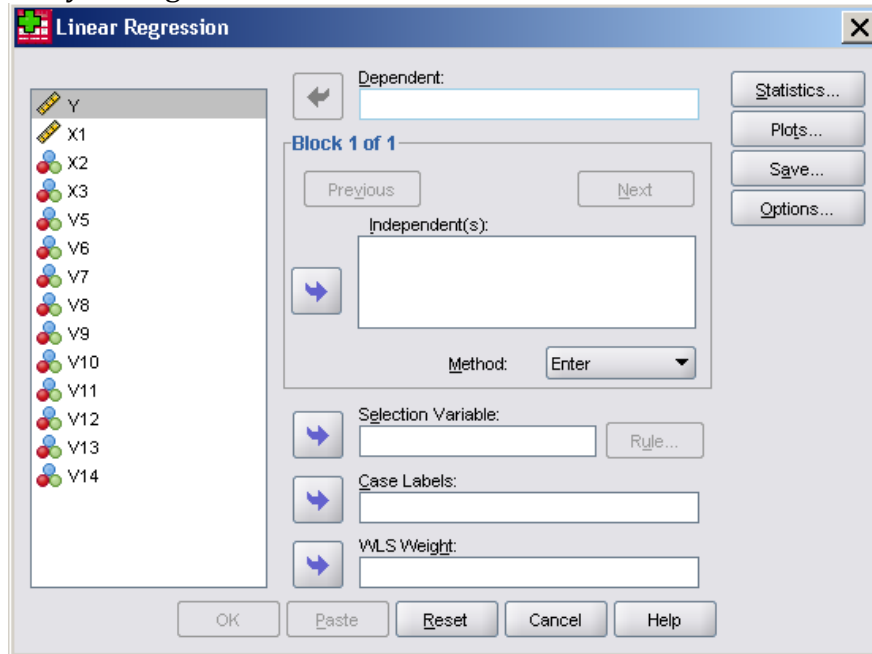 Linear Regression
Y
X1
X2
X3
V5
V6
V7
V8
V9
V10
V11
V12
V13
V14
Dependent:
Block 1 of 1
Previous
Next
Independent(s):
Method: Enter
Selection Variable:
Rule...
Case Labels:
WLS Weight:
Statistics...
Plots...
Save...
Options...
OK Paste Reset Cancel Help